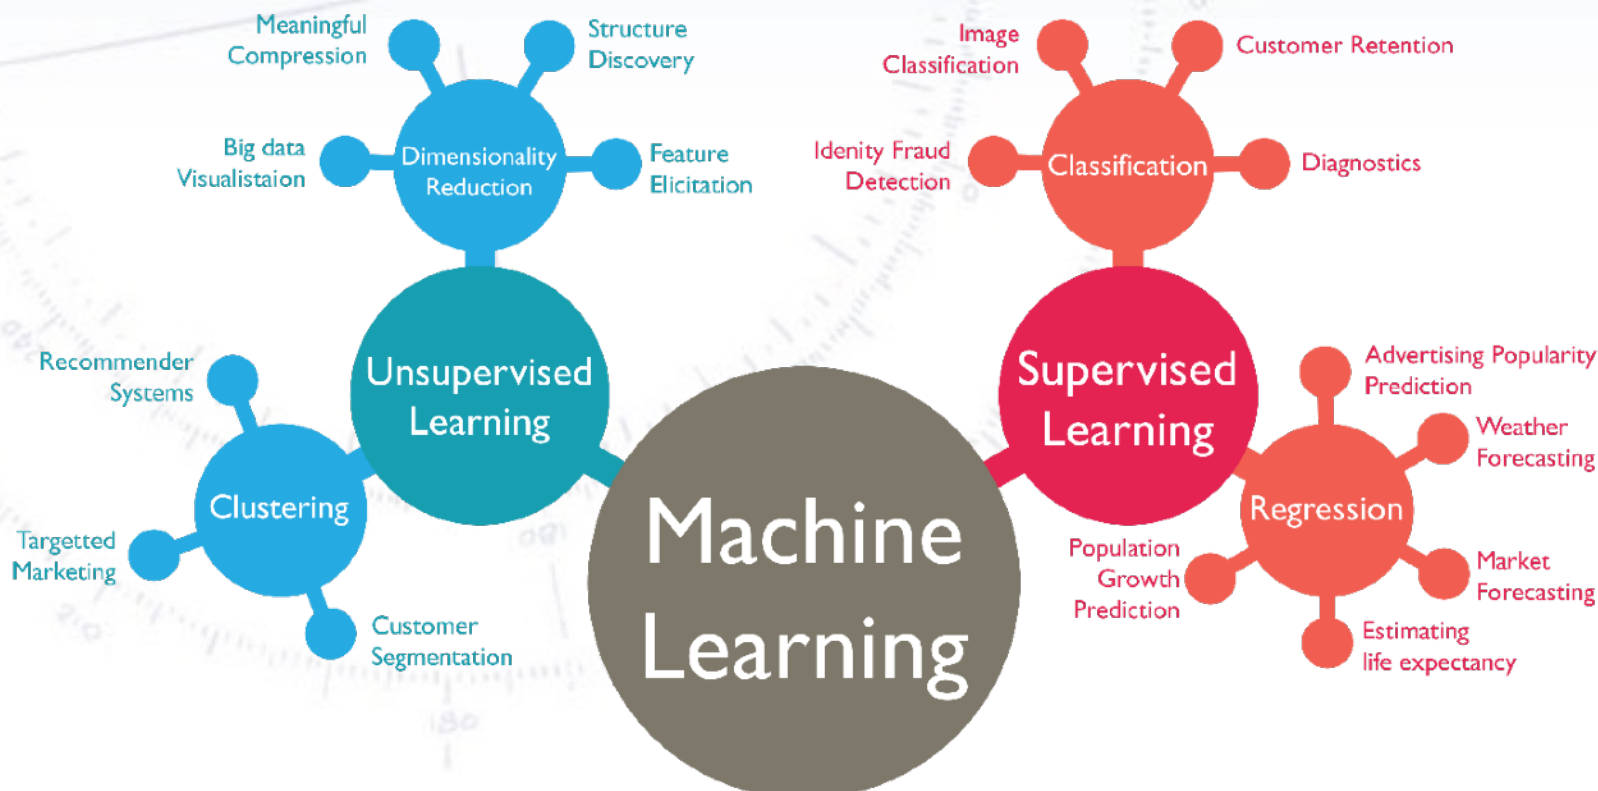 Meaningful
Compression
Structure
Discovery
Big data
Visualistaion
Dimensionality
Reduction
Feature
Elicitation
Image
Classification
Customer Retention
Idenity Fraud
Detection
Classification
Diagnostics
Recommender
Systems
Unsupervised
Learning
Supervised
Learning
Advertising Popularity
Prediction
Weather
Forecasting
Clustering
Targetted
Marketing
Customer
Segmentation
Machine
Learning
Regression
Population
Growth
Prediction
Market
Forecasting
Estimating
life expectancy
180